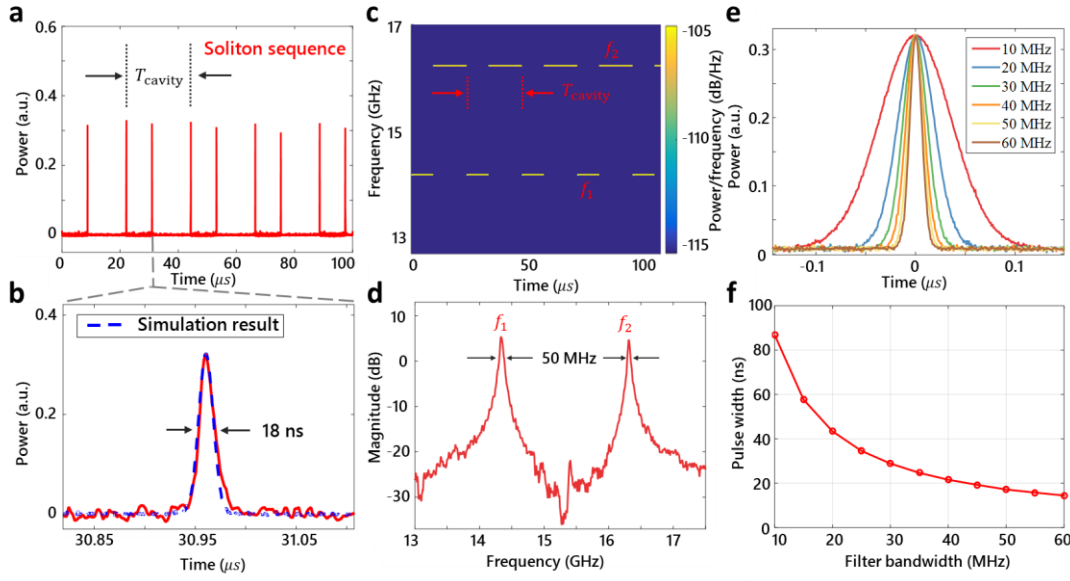 a
0.6
0.4
0.2
0
Power (a.u.)
Soliton sequence
T_cavity
0 20 40 60 80 100
Time (μs)
b
0.4
0.2
0
Power (a.u.)
Simulation result
18 ns
30.85 30.95 31.05
Time (μs)
c
17
15
13
Frequency (GHz)
f_2
T_cavity
f_1
0 50 100
Time (μs)
-105
-110
-115
Power/frequency (dB/Hz)
d
10
0
-10
-20
-30
Magnitude (dB)
f_1
f_2
50 MHz
13 14 15 16 17
Frequency (GHz)
e
0.3
0.2
0.1
0
Power (a.u.)
10 MHz
20 MHz
30 MHz
40 MHz
50 MHz
60 MHz
-0.1 0 0.1
Time (μs)
f
100
80
60
40
20
0
Pulse width (ns)
10 20 30 40 50 60
Filter bandwidth (MHz)